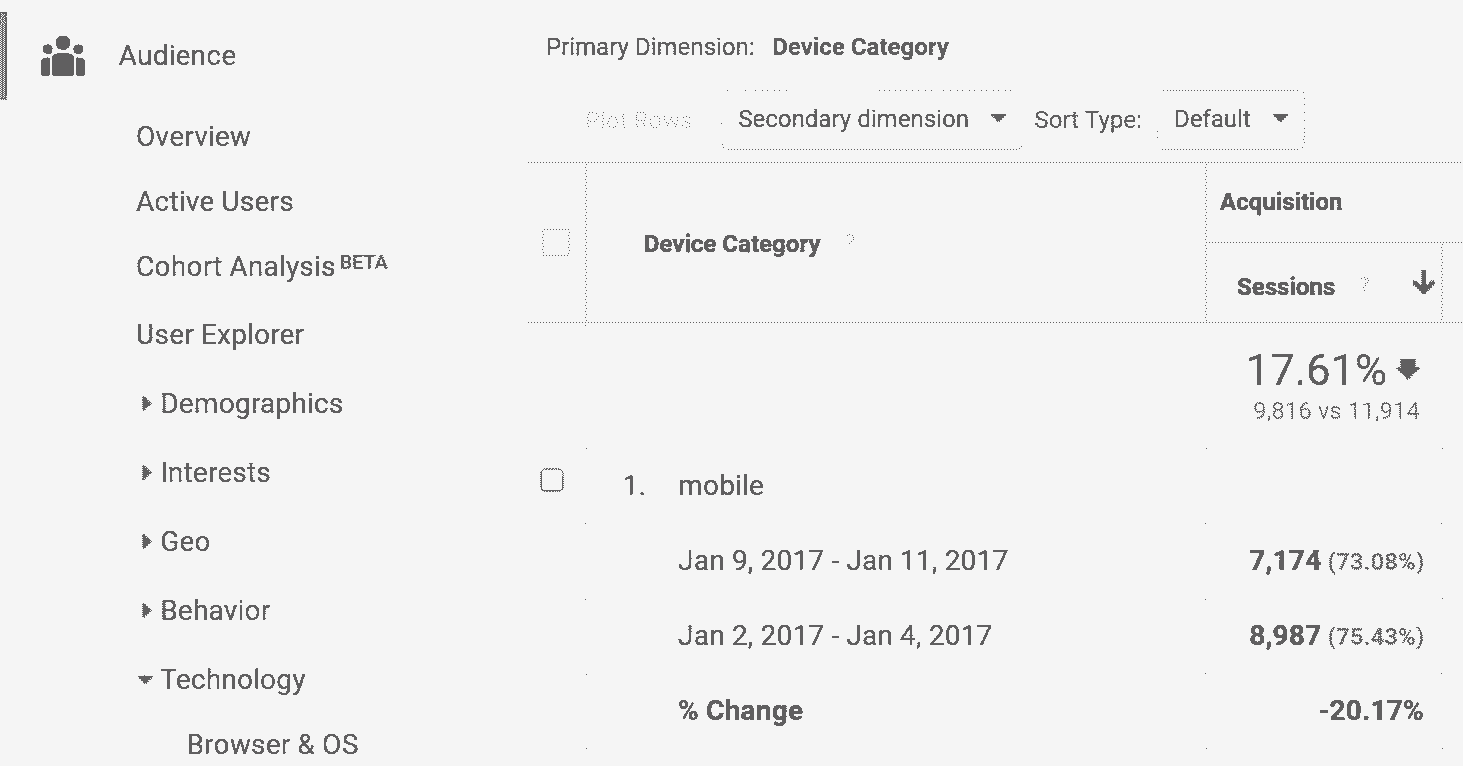 Audience
Overview
Active Users
Cohort Analysis BETA
User Explorer
Demographics
Interests
Geo
Behavior
Technology
Browser & OS
Primary Dimension: Device Category
Plot Rows Secondary dimension Sort Type: Default
Device Category ?
Acquisition
Sessions ?
17.61%
9,816 vs 11,914
1. mobile
Jan 9, 2017 - Jan 11, 2017 7,174 (73.08%)
Jan 2, 2017 - Jan 4, 2017 8,987 (75.43%)
% Change -20.17%